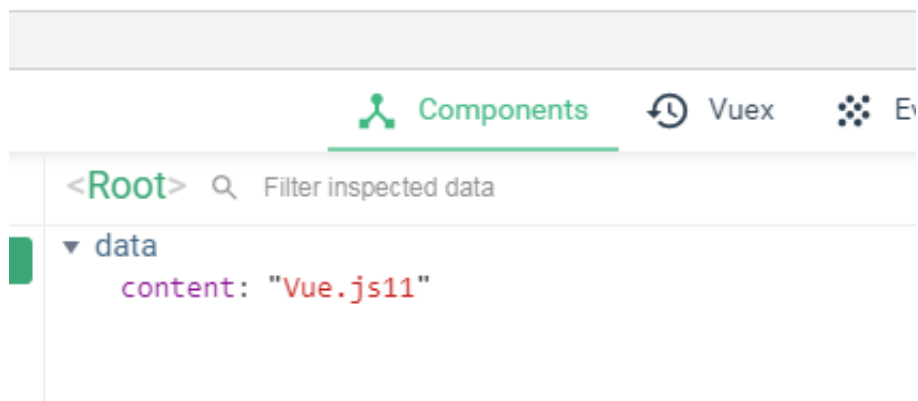 Components Vuex Ev
<Root> Filter inspected data
data
content: "Vue.js11"